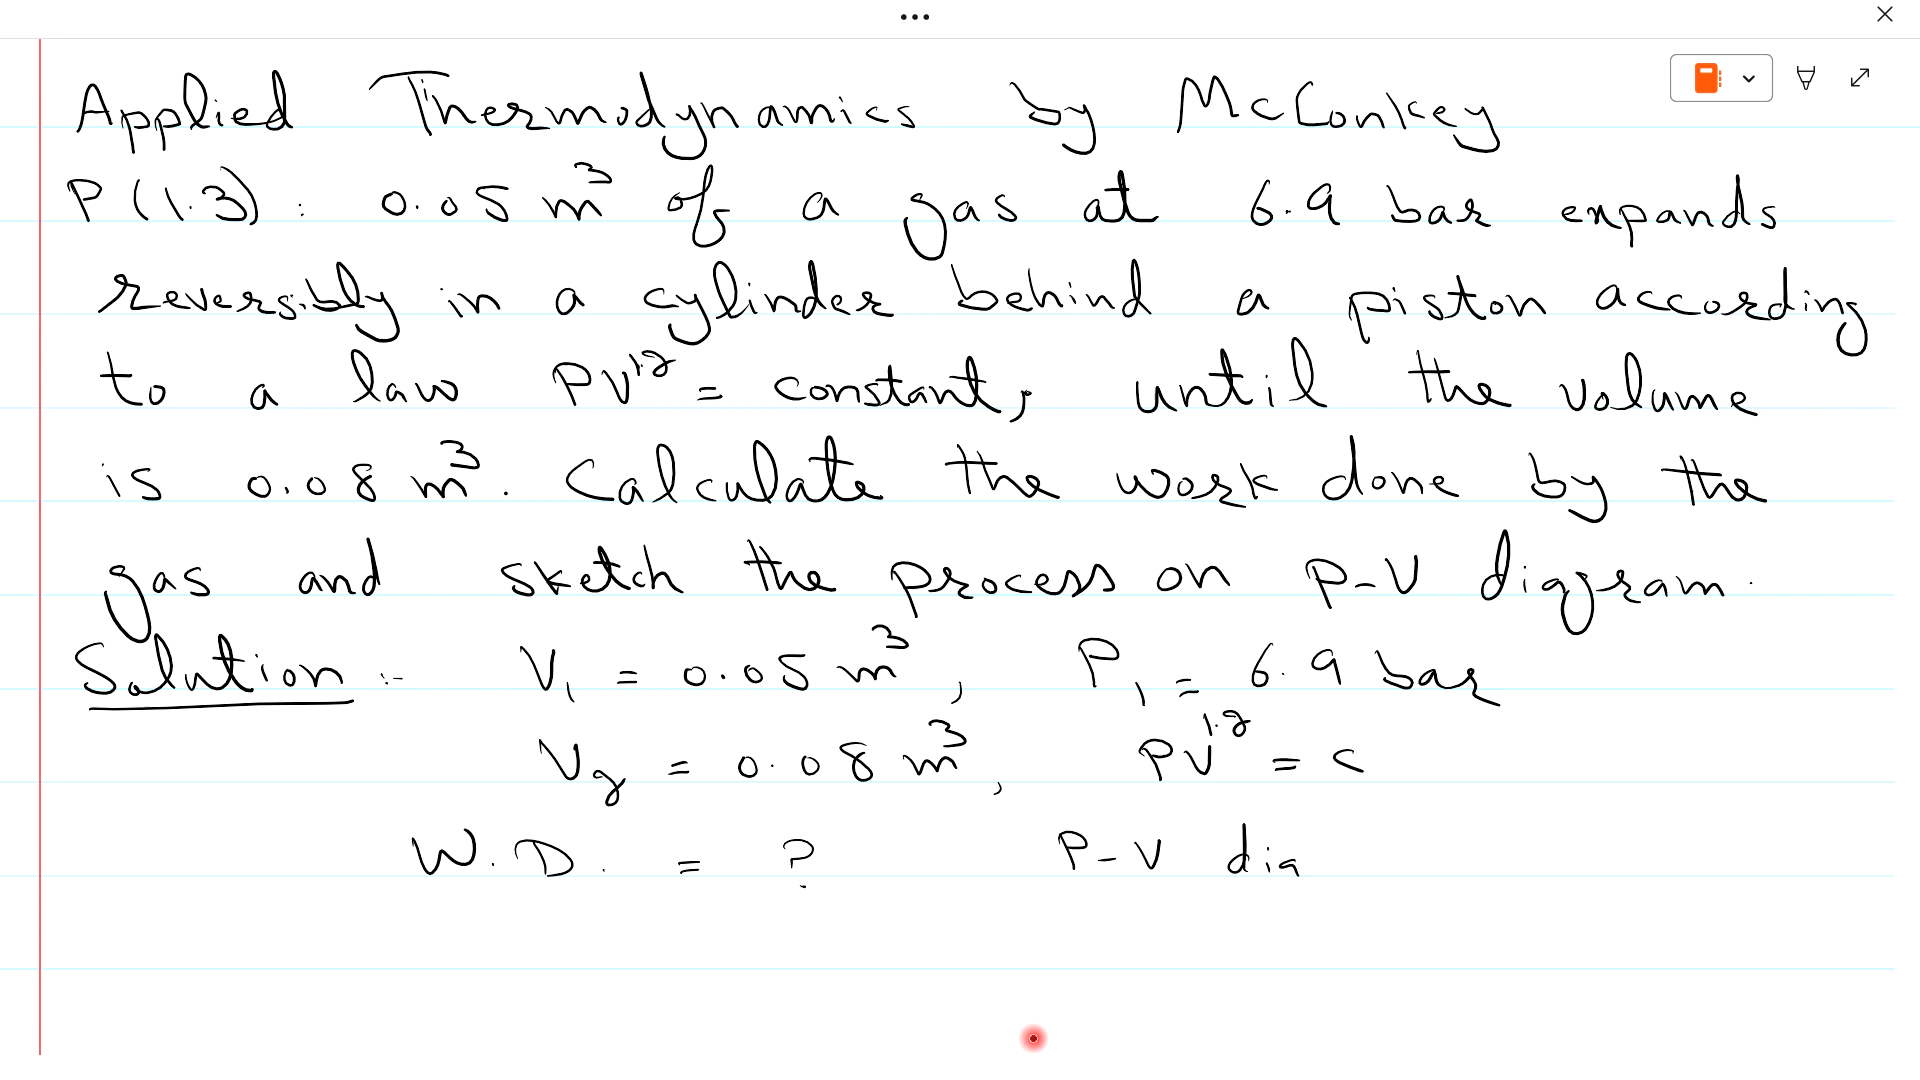 Applied Thermodynamics by McConkey
P(1.3): 0.05 m³ of a gas at 6.9 bar expands
reversibly in a cylinder behind a piston according
to a law PV^1.2 = constant, until the volume
is 0.08 m³. Calculate the work done by the
gas and sketch the process on P-V diagram.
Solution:- V₁ = 0.05 m³, P₁ = 6.9 bar
V₂ = 0.08 m³, PV^1.2 = c
W.D. = ? P-V dia